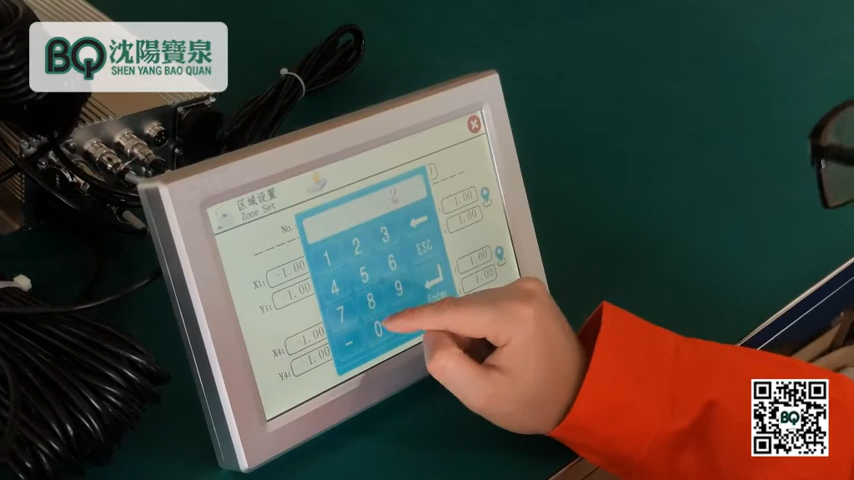 BQ 沈陽寶泉
SHEN YANG BAO QUAN
区域设置
Zone Set
No.
2
1 2 3
4 5 6 ESC
7 8 9 Enter
- 0
X1: -1.00
Y1: -1.00
X4: -1.00
Y4: -1.00
-1.00
-1.00
-1.00
-1.00
BQ